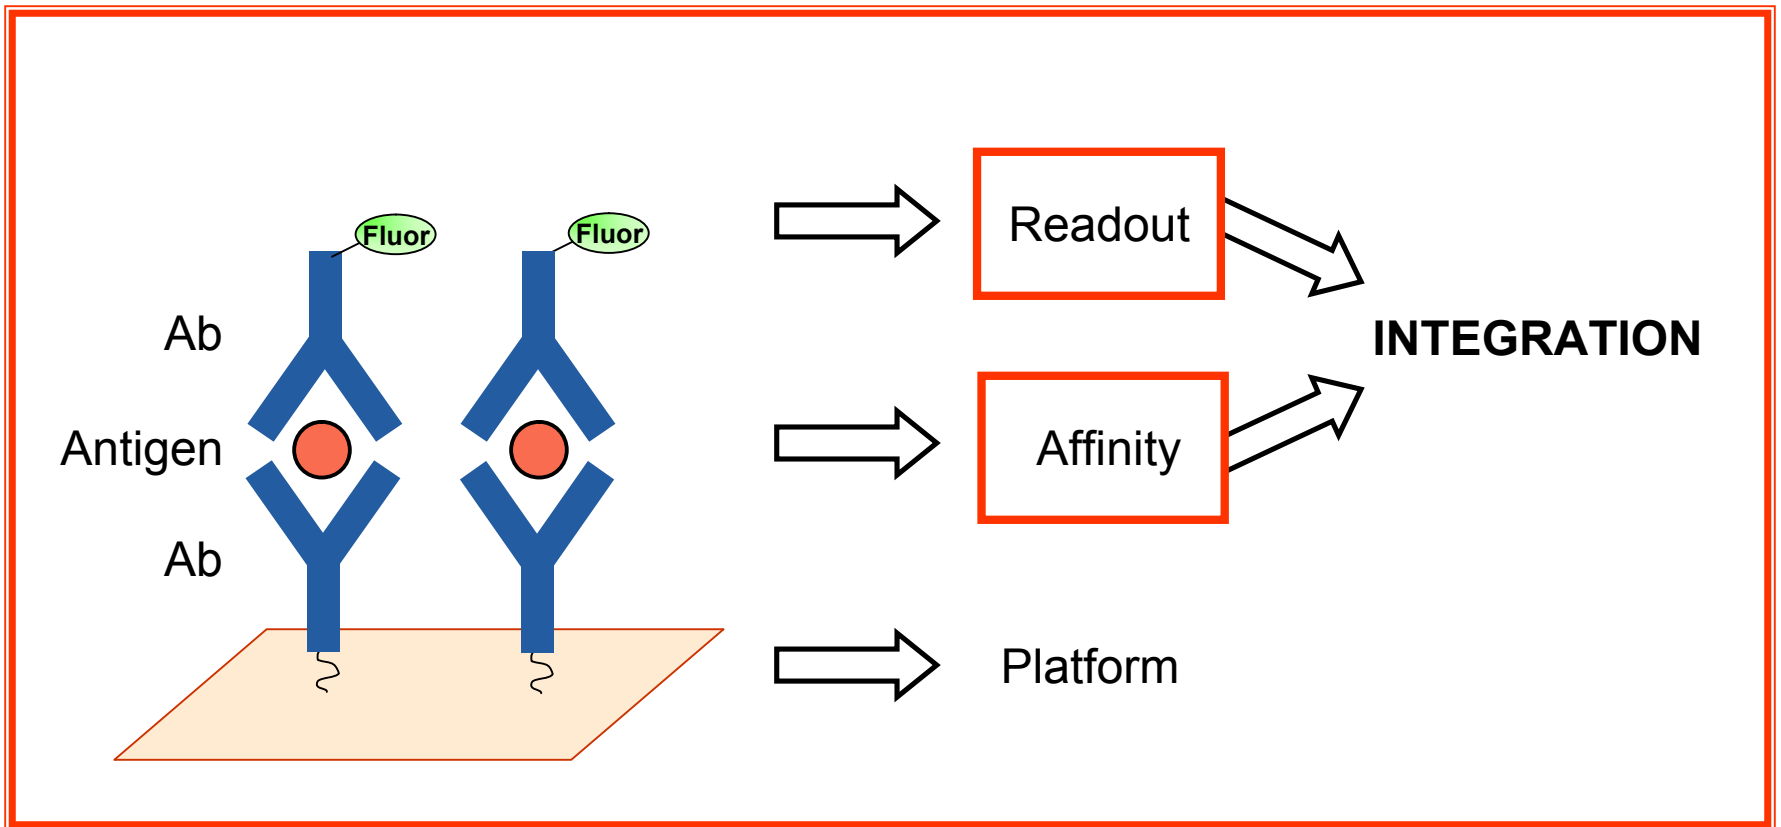 Fluor
Fluor
Readout
Ab
INTEGRATION
Antigen
Affinity
Ab
Platform